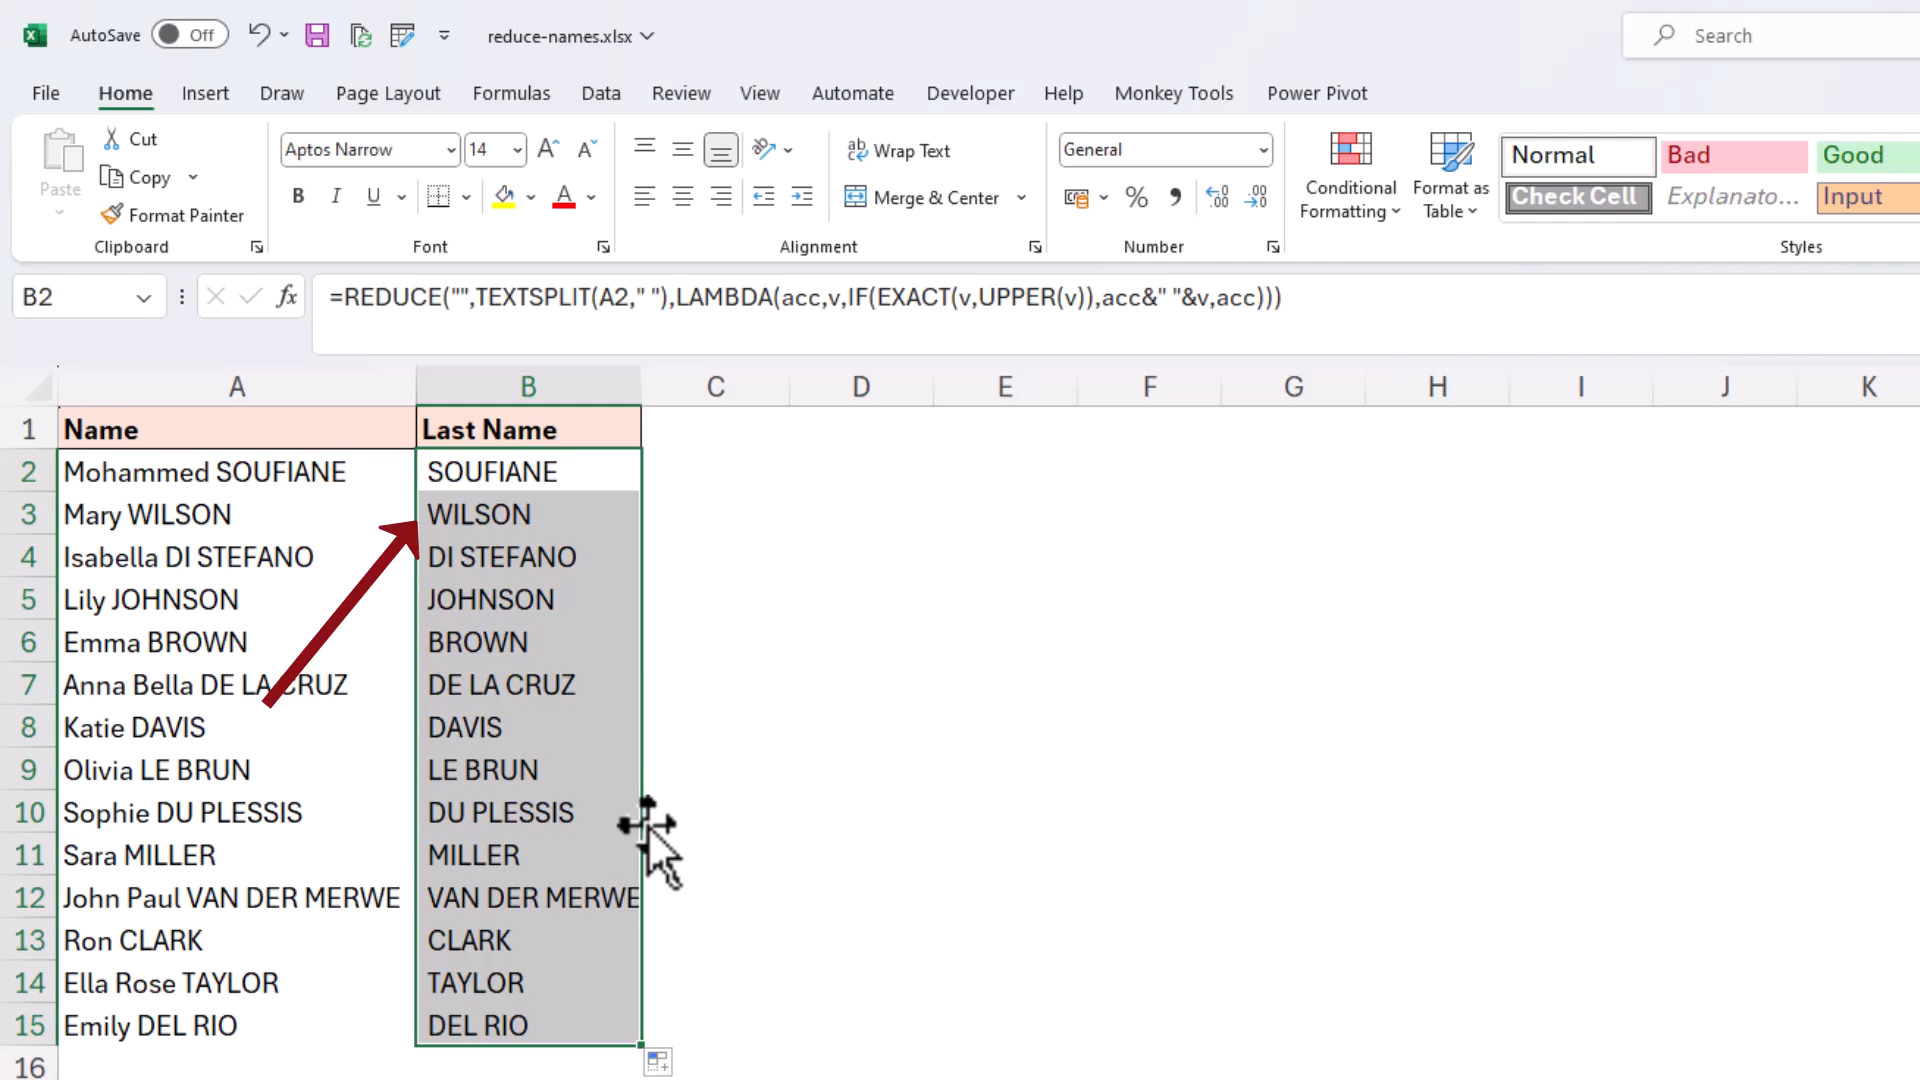 AutoSave Off reduce-names.xlsx Search
File Home Insert Draw Page Layout Formulas Data Review View Automate Developer Help Monkey Tools Power Pivot
Paste
Cut
Copy
Format Painter
Clipboard
Aptos Narrow 14
B I U A
Font
Wrap Text
Merge & Center
Alignment
General
% 9
Number
Conditional Formatting
Format as Table
Normal Bad Good
Check Cell Explanato... Input
Styles
B2 fx =REDUCE("",TEXTSPLIT(A2," "),LAMBDA(acc,v,IF(EXACT(v,UPPER(v)),acc&" "&v,acc)))
A B C D E F G H I J K
1 Name Last Name
2 Mohammed SOUFIANE SOUFIANE
3 Mary WILSON WILSON
4 Isabella DI STEFANO DI STEFANO
5 Lily JOHNSON JOHNSON
6 Emma BROWN BROWN
7 Anna Bella DE LA CRUZ DE LA CRUZ
8 Katie DAVIS DAVIS
9 Olivia LE BRUN LE BRUN
10 Sophie DU PLESSIS DU PLESSIS
11 Sara MILLER MILLER
12 John Paul VAN DER MERWE VAN DER MERWE
13 Ron CLARK CLARK
14 Ella Rose TAYLOR TAYLOR
15 Emily DEL RIO DEL RIO
16